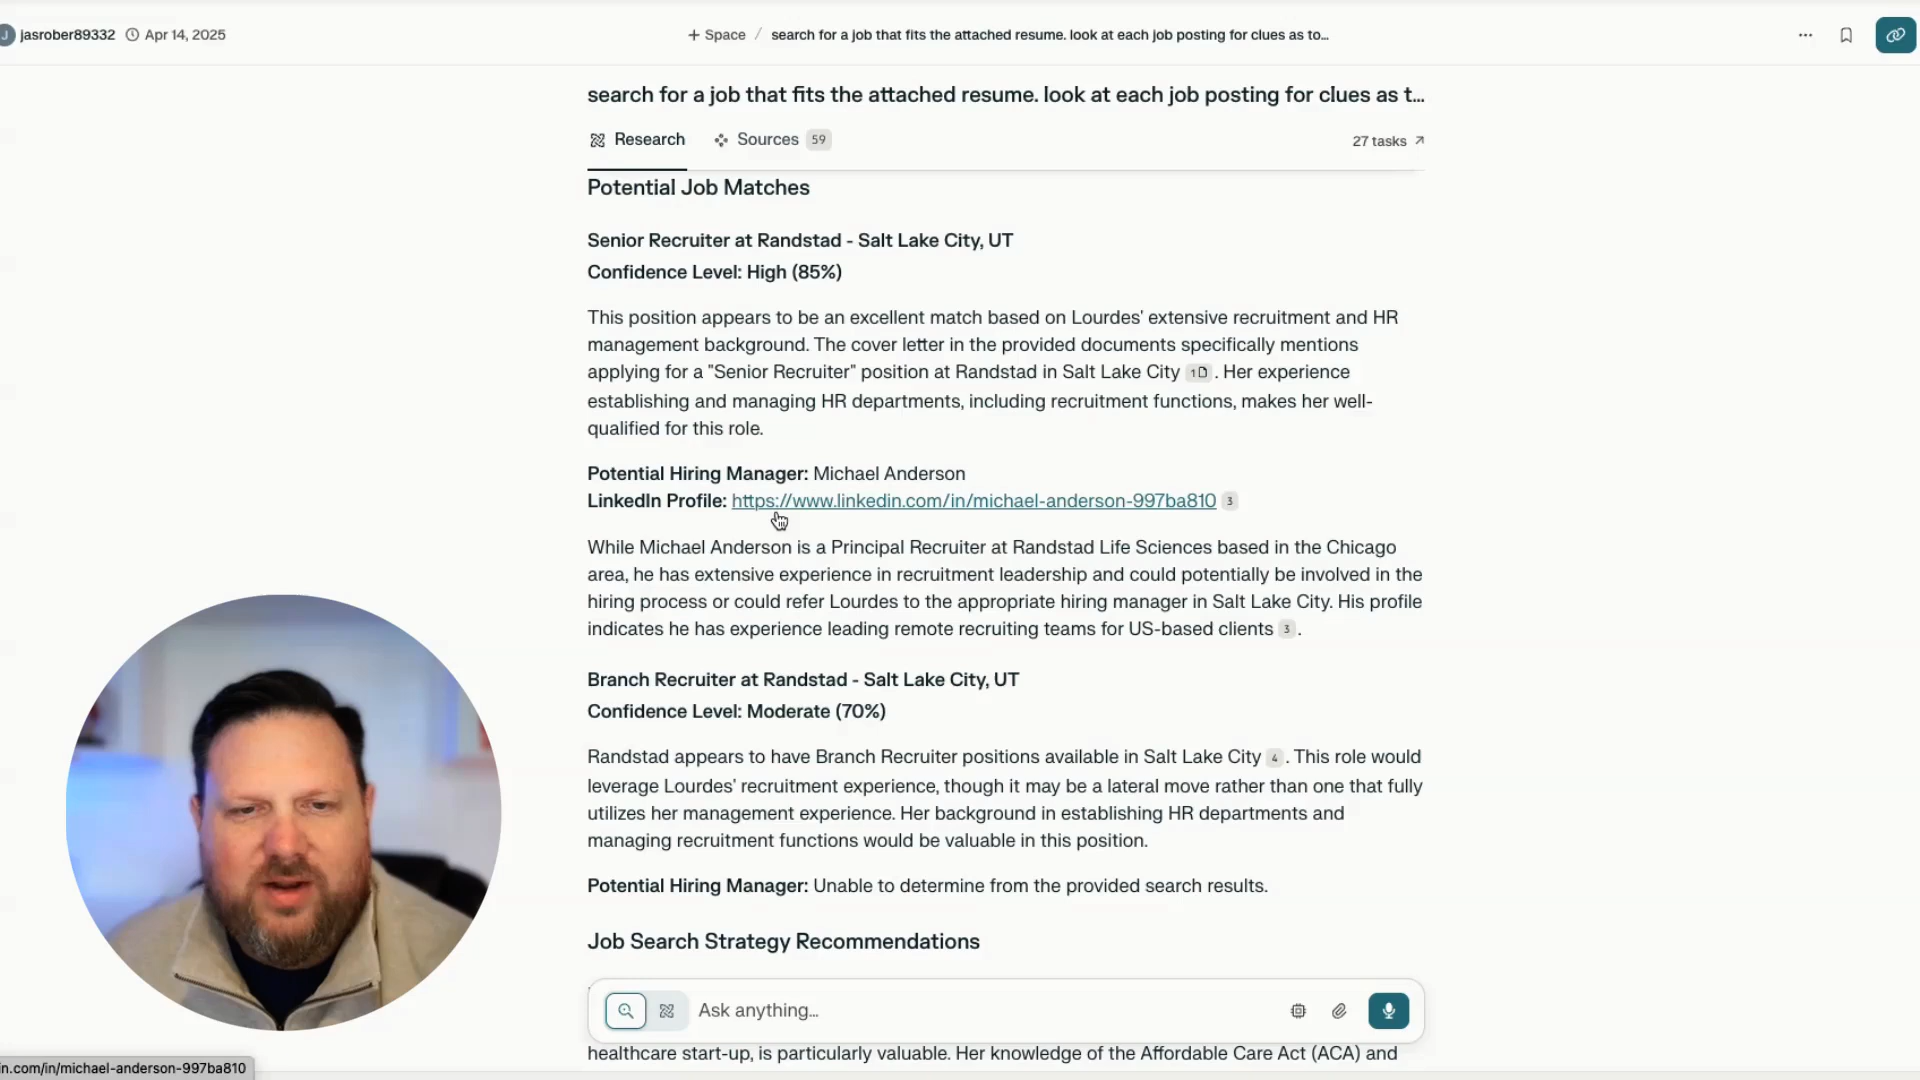 J jasrober89332 Apr 14, 2025
+ Space / search for a job that fits the attached resume. look at each job posting for clues as to...
search for a job that fits the attached resume. look at each job posting for clues as t...
Research Sources 59 27 tasks
Potential Job Matches
Senior Recruiter at Randstad - Salt Lake City, UT
Confidence Level: High (85%)
This position appears to be an excellent match based on Lourdes' extensive recruitment and HR
management background. The cover letter in the provided documents specifically mentions
applying for a "Senior Recruiter" position at Randstad in Salt Lake City 1. Her experience
establishing and managing HR departments, including recruitment functions, makes her well-
qualified for this role.
Potential Hiring Manager: Michael Anderson
LinkedIn Profile: https://www.linkedin.com/in/michael-anderson-997ba810 3
While Michael Anderson is a Principal Recruiter at Randstad Life Sciences based in the Chicago
area, he has extensive experience in recruitment leadership and could potentially be involved in the
hiring process or could refer Lourdes to the appropriate hiring manager in Salt Lake City. His profile
indicates he has experience leading remote recruiting teams for US-based clients 3.
Branch Recruiter at Randstad - Salt Lake City, UT
Confidence Level: Moderate (70%)
Randstad appears to have Branch Recruiter positions available in Salt Lake City 4. This role would
leverage Lourdes' recruitment experience, though it may be a lateral move rather than one that fully
utilizes her management experience. Her background in establishing HR departments and
managing recruitment functions would be valuable in this position.
Potential Hiring Manager: Unable to determine from the provided search results.
Job Search Strategy Recommendations
Ask anything...
healthcare start-up, is particularly valuable. Her knowledge of the Affordable Care Act (ACA) and
in.com/in/michael-anderson-997ba810